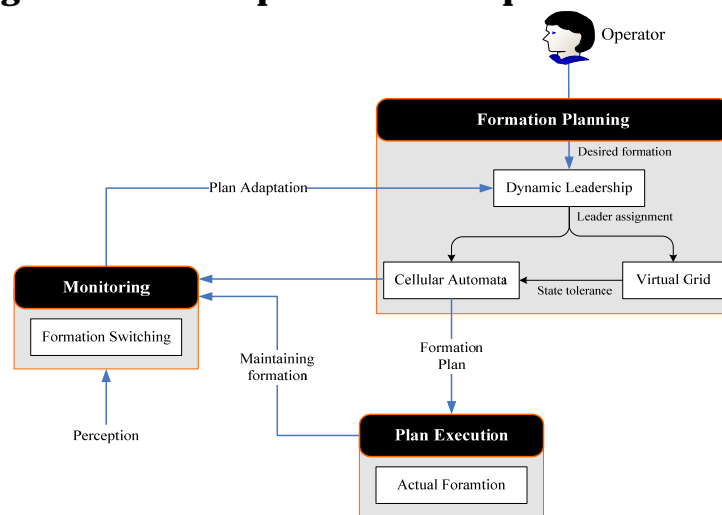 Operator
Formation Planning
Desired formation
Dynamic Leadership
Plan Adaptation
Leader assignment
Cellular Automata
State tolerance
Virtual Grid
Monitoring
Formation Switching
Formation
Plan
Maintaining
formation
Perception
Plan Execution
Actual Foramtion